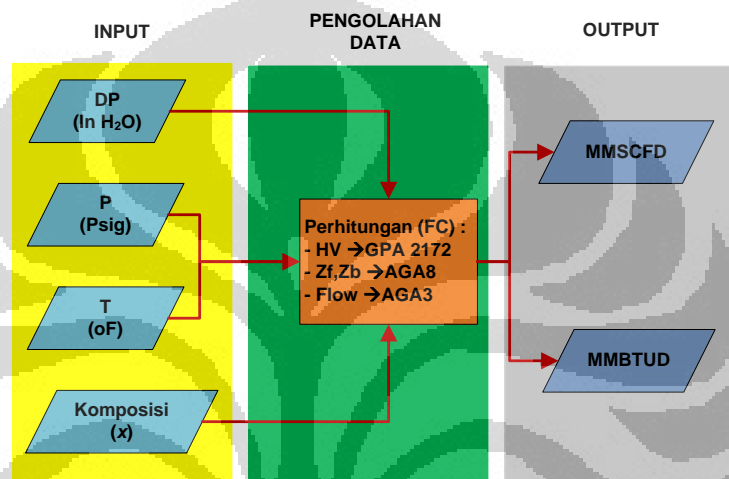 INPUT
PENGOLAHAN
DATA
OUTPUT
DP
(In H₂O)
P
(Psig)
T
(oF)
Komposisi
(x)
Perhitungan (FC) :
- HV →GPA 2172
- Zf,Zb →AGA8
- Flow →AGA3
MMSCFD
MMBTUD